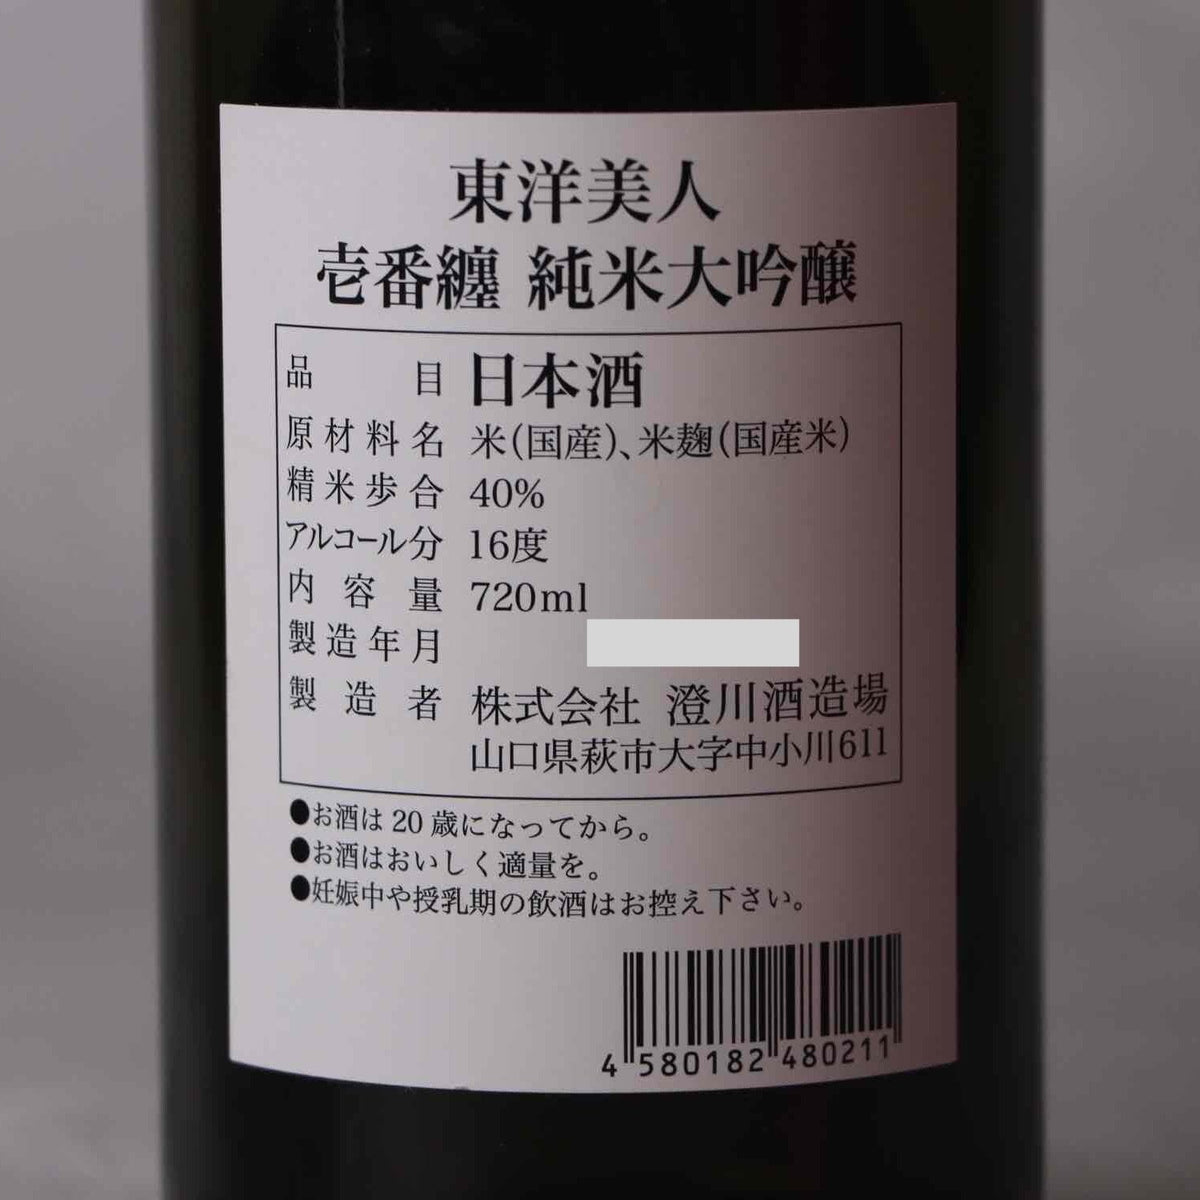 東洋美人
壱番纏 純米大吟醸
品目 日本酒
原材料名 米(国産)、米麹(国産米)
精米歩合 40%
アルコール分 16度
内容量 720ml
製造年月
製造者 株式会社 澄川酒造場
山口県萩市大字中小川611
●お酒は20歳になってから。
●お酒はおいしく適量を。
●妊娠中や授乳期の飲酒はお控え下さい。
4 580182 480211